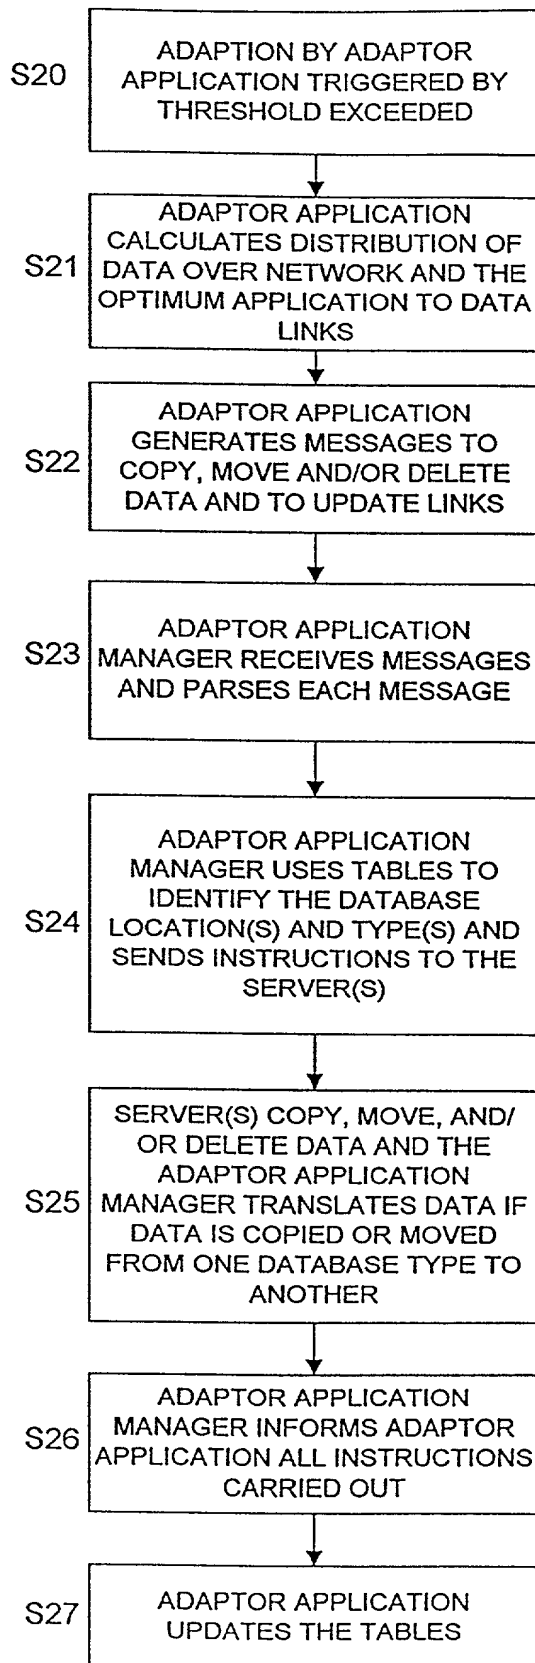 S20
ADAPTION BY ADAPTOR
APPLICATION TRIGGERED BY
THRESHOLD EXCEEDED
S21
ADAPTOR APPLICATION
CALCULATES DISTRIBUTION OF
DATA OVER NETWORK AND THE
OPTIMUM APPLICATION TO DATA
LINKS
S22
ADAPTOR APPLICATION
GENERATES MESSAGES TO
COPY, MOVE AND/OR DELETE
DATA AND TO UPDATE LINKS
S23
ADAPTOR APPLICATION
MANAGER RECEIVES MESSAGES
AND PARSES EACH MESSAGE
S24
ADAPTOR APPLICATION
MANAGER USES TABLES TO
IDENTIFY THE DATABASE
LOCATION(S) AND TYPE(S) AND
SENDS INSTRUCTIONS TO THE
SERVER(S)
S25
SERVER(S) COPY, MOVE, AND/
OR DELETE DATA AND THE
ADAPTOR APPLICATION
MANAGER TRANSLATES DATA IF
DATA IS COPIED OR MOVED
FROM ONE DATABASE TYPE TO
ANOTHER
S26
ADAPTOR APPLICATION
MANAGER INFORMS ADAPTOR
APPLICATION ALL INSTRUCTIONS
CARRIED OUT
S27
ADAPTOR APPLICATION
UPDATES THE TABLES